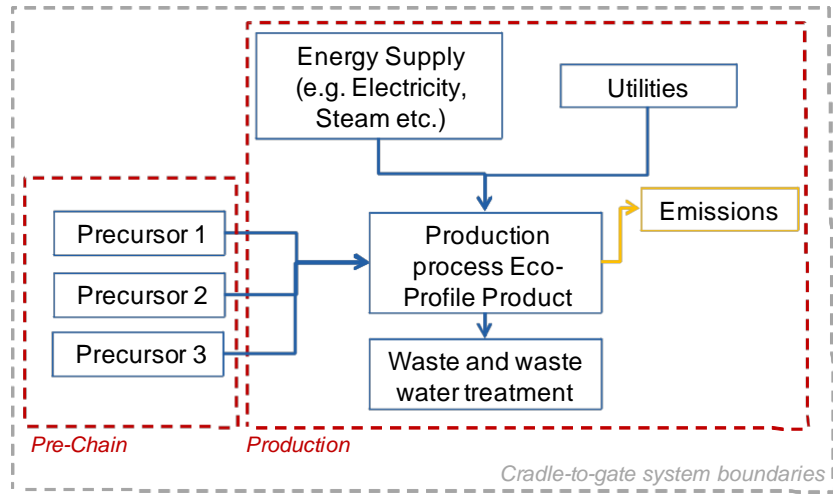 Energy Supply
(e.g. Electricity,
Steam etc.)
Utilities
Emissions
Precursor 1
Precursor 2
Precursor 3
Production
process Eco-
Profile Product
Waste and waste
water treatment
Pre-Chain
Production
Cradle-to-gate system boundaries